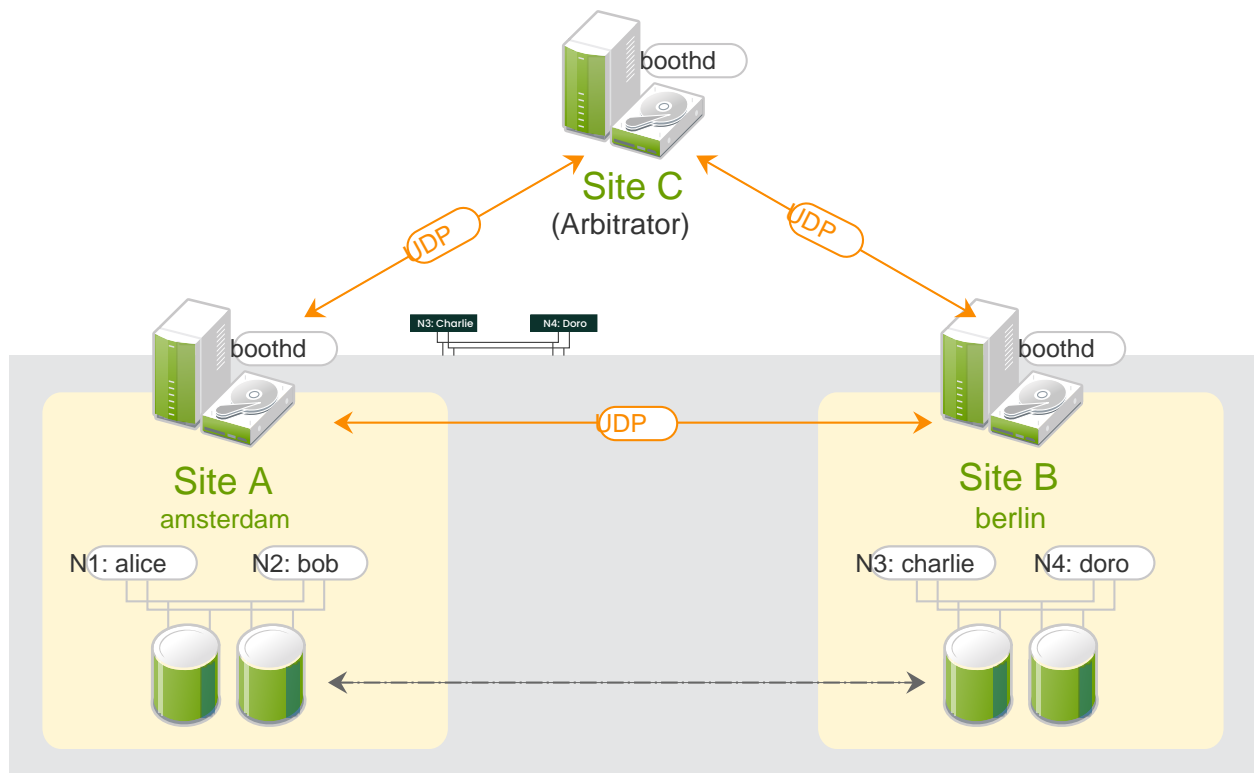 boothd
Site C
(Arbitrator)
UDP
UDP
N3: Charlie
N4: Doro
boothd
boothd
UDP
Site A
amsterdam
Site B
berlin
N1: alice
N2: bob
N3: charlie
N4: doro